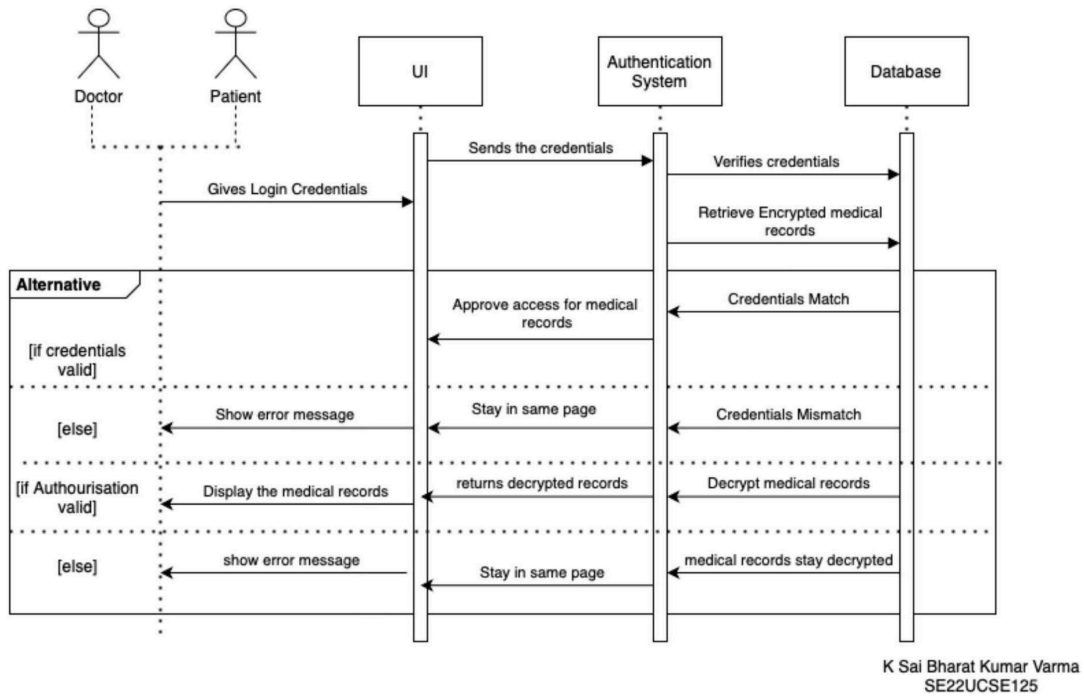 Doctor
Patient
UI
Authentication
System
Database
Sends the credentials
Verifies credentials
Gives Login Credentials
Retrieve Encrypted medical
records
Alternative
Credentials Match
Approve access for medical
records
[if credentials
valid]
Show error message
Stay in same page
Credentials Mismatch
[else]
[if Authourisation
valid]
Display the medical records
returns decrypted records
Decrypt medical records
[else]
show error message
Stay in same page
medical records stay decrypted
K Sai Bharat Kumar Varma
SE22UCSE125